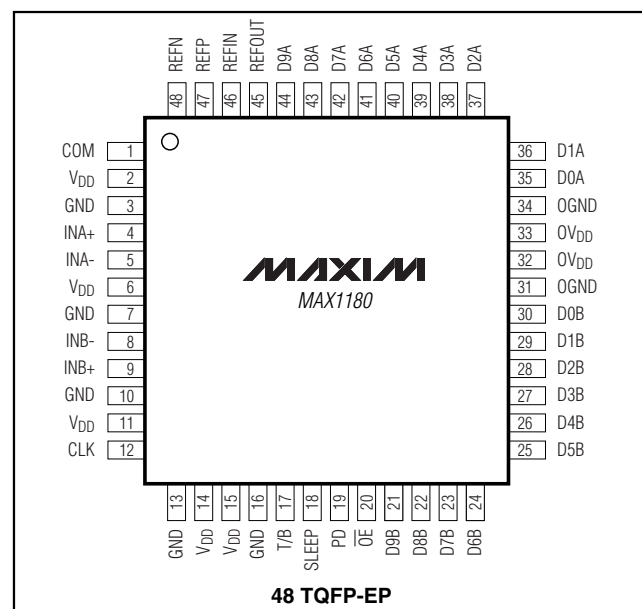 REFN REFP REFIN REFOUT D9A D8A D7A D6A D5A D4A D3A D2A
48 47 46 45 44 43 42 41 40 39 38 37
COM 1
VDD 2
GND 3
INA+ 4
INA- 5
VDD 6
GND 7
INB- 8
INB+ 9
GND 10
VDD 11
CLK 12
MAXIM
MAX1180
36 D1A
35 D0A
34 OGND
33 OVDD
32 OVDD
31 OGND
30 D0B
29 D1B
28 D2B
27 D3B
26 D4B
25 D5B
13 14 15 16 17 18 19 20 21 22 23 24
GND VDD VDD GND T/B SLEEP PD O̅E̅ D9B D8B D7B D6B
48 TQFP-EP